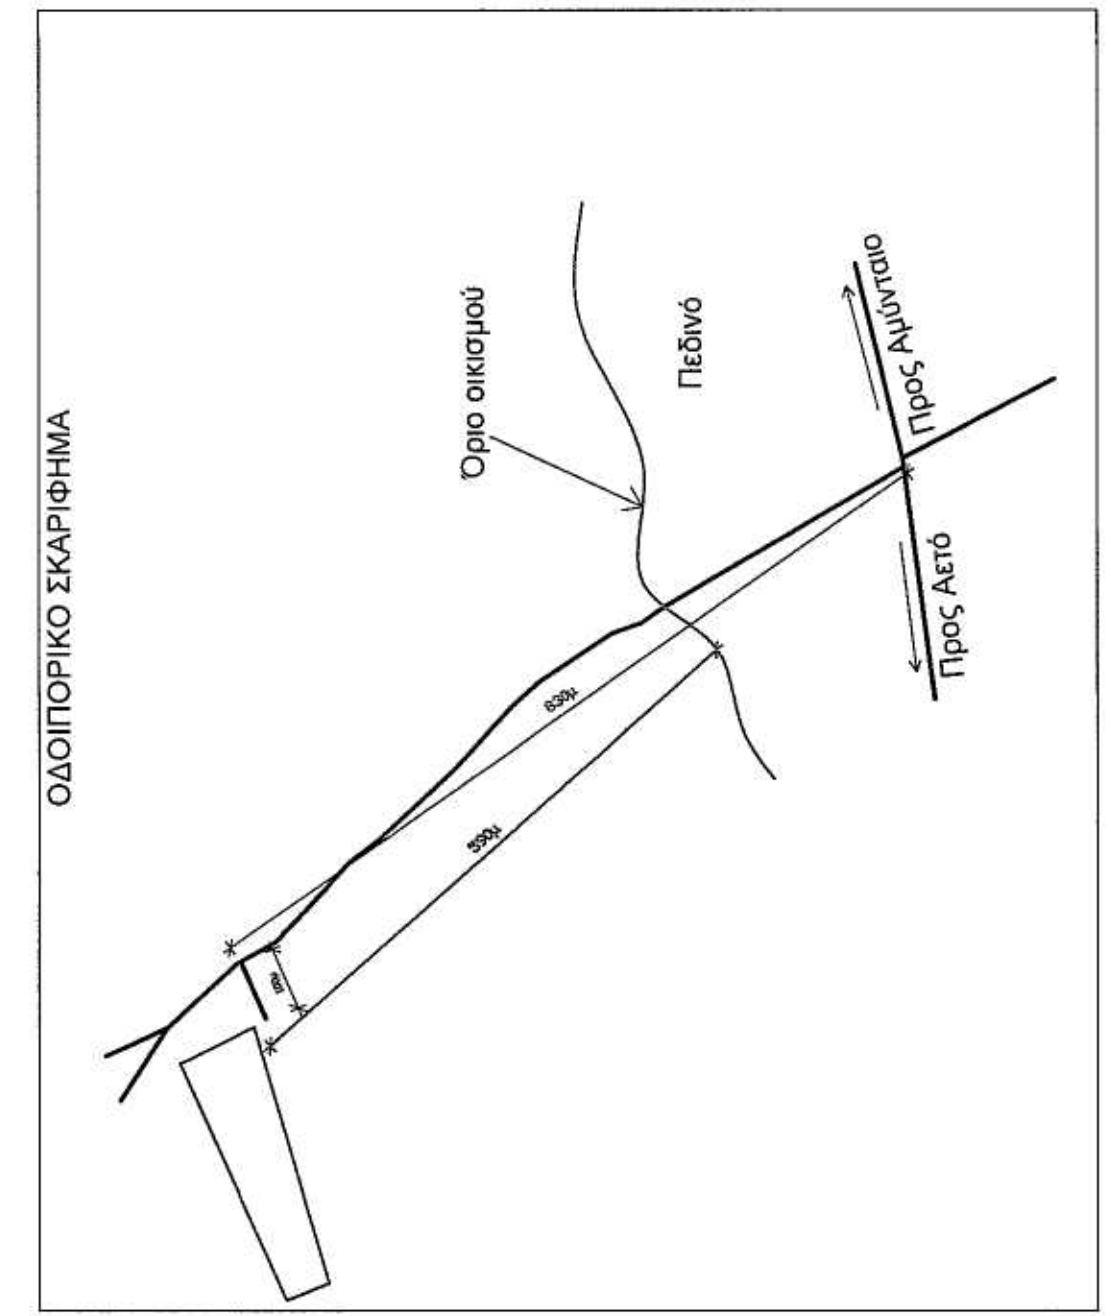 ΟΔΟΙΠΟΡΙΚΟ ΣΚΑΡΙΦΗΜΑ
Όριο οικισμού
Πεδινό
Προς Αμύνταιο
Προς Αετό
830μ
590μ